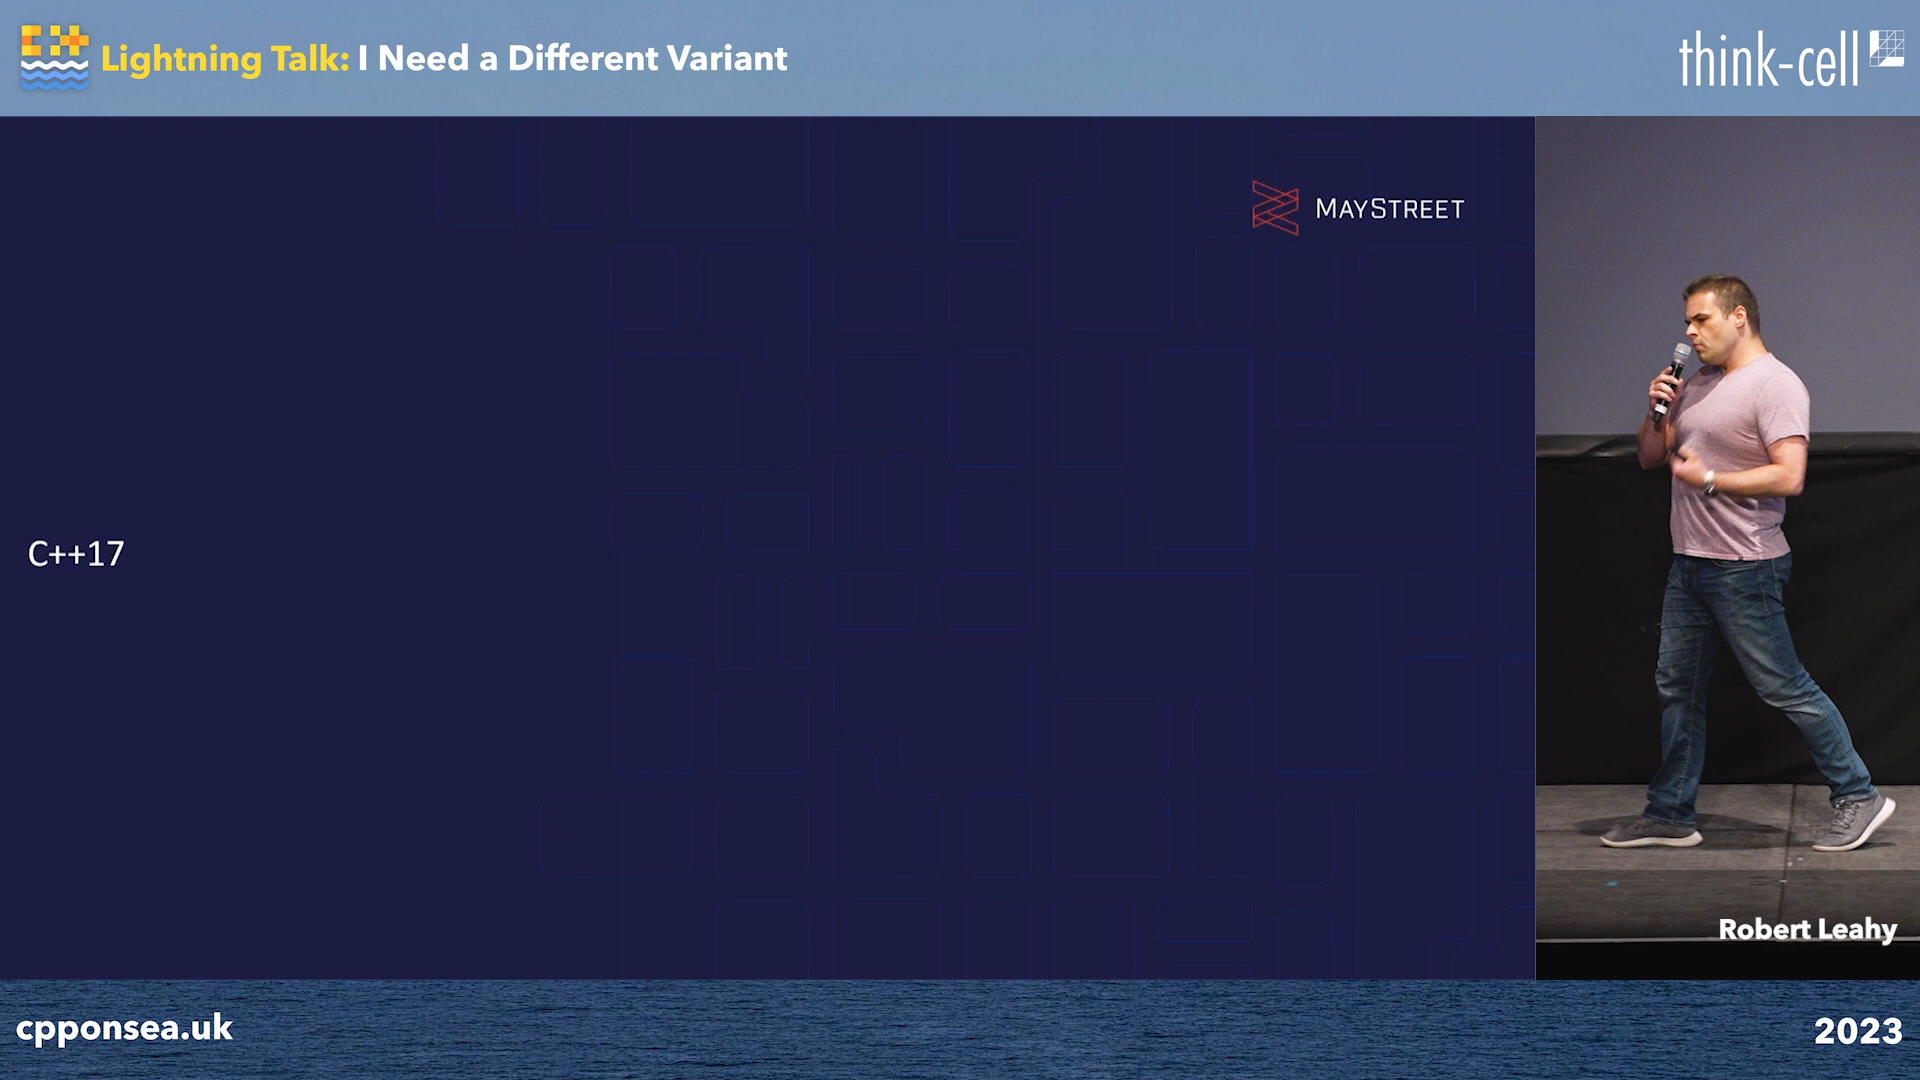 Lightning Talk: I Need a Different Variant
think-cell
MAYSTREET
C++17
Robert Leahy
cpponsea.uk
2023